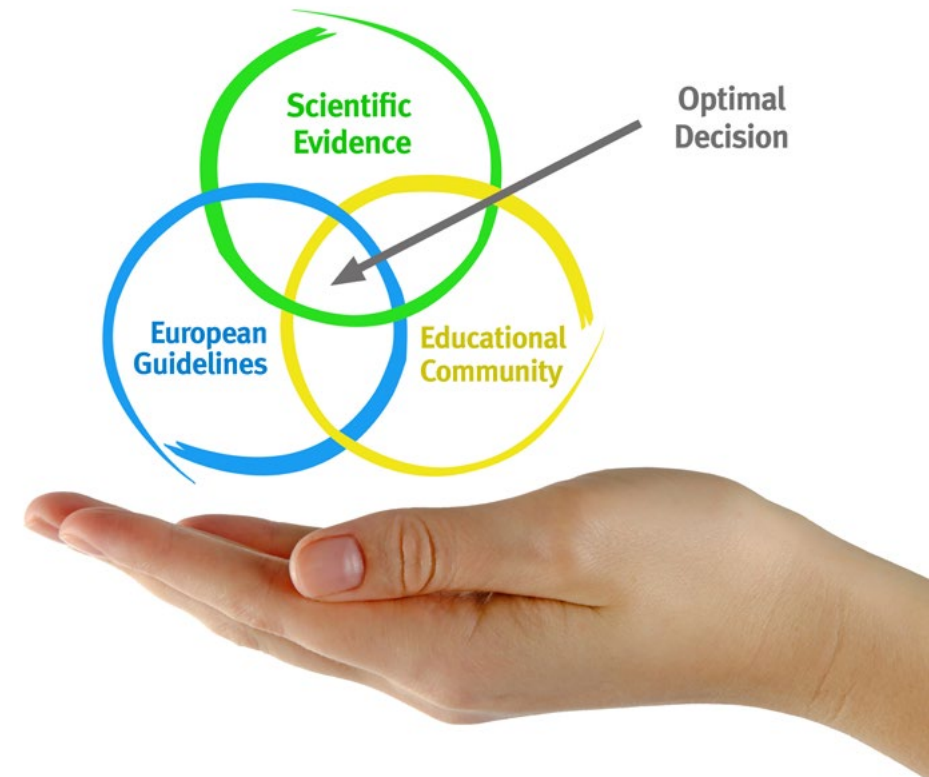 Scientific
Evidence
Optimal
Decision
European
Guidelines
Educational
Community